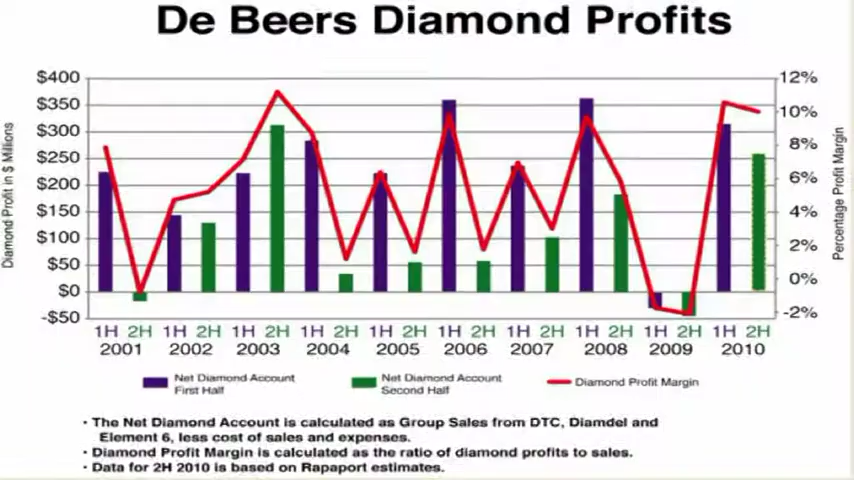 De Beers Diamond Profits
$400
$350
$300
$250
$200
$150
$100
$50
$0
-$50
Diamond Profit in $ Millions
12%
10%
8%
6%
4%
2%
0%
-2%
Percentage Profit Margin
1H 2H 1H 2H 1H 2H 1H 2H 1H 2H 1H 2H 1H 2H 1H 2H 1H 2H 1H 2H
2001 2002 2003 2004 2005 2006 2007 2008 2009 2010
Net Diamond Account
First Half
Net Diamond Account
Second Half
Diamond Profit Margin
• The Net Diamond Account is calculated as Group Sales from DTC, Diamdel and
Element 6, less cost of sales and expenses.
• Diamond Profit Margin is calculated as the ratio of diamond profits to sales.
• Data for 2H 2010 is based on Rapaport estimates.